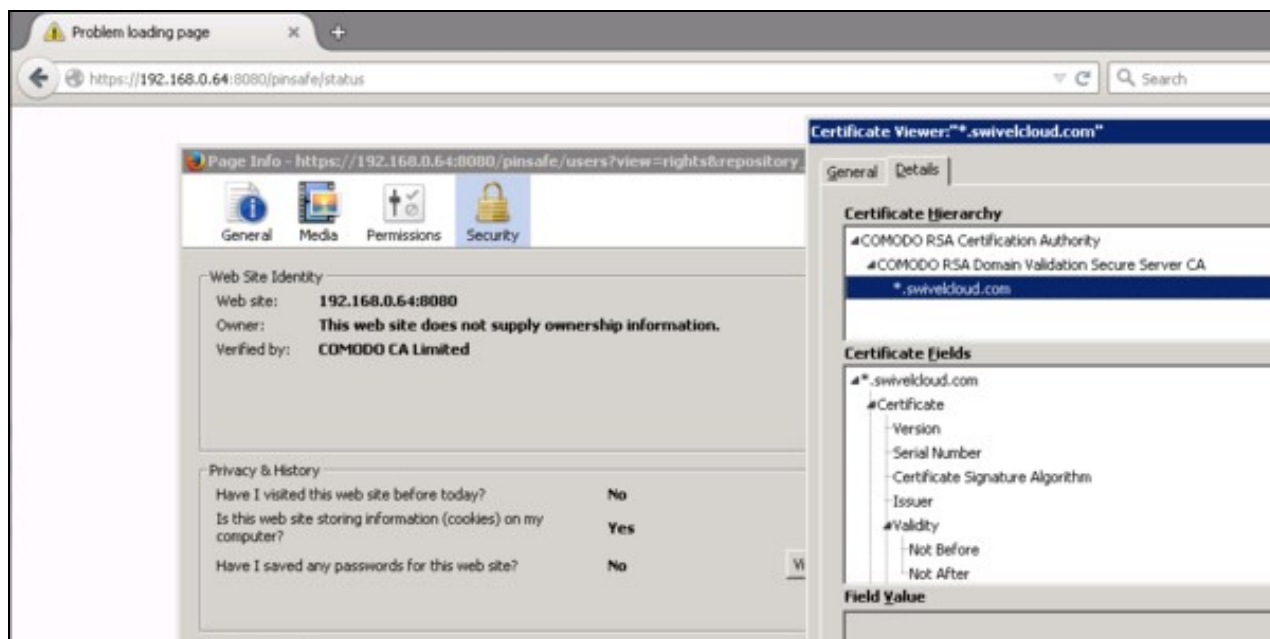 Problem loading page
https://192.168.0.64:8080/pinsafe/status
Search
Certificate Viewer:"*.swivelcloud.com"
Page Info - https://192.168.0.64:8080/pinsafe/users?view=rights&repository_
General Details
General Media Permissions Security
Certificate Hierarchy
COMODO RSA Certification Authority
COMODO RSA Domain Validation Secure Server CA
*.swivelcloud.com
Web Site Identity
Web site: 192.168.0.64:8080
Owner: This web site does not supply ownership information.
Verified by: COMODO CA Limited
Certificate Fields
*.swivelcloud.com
Certificate
Version
Serial Number
Certificate Signature Algorithm
Issuer
Validity
Not Before
Not After
Field Value
Privacy & History
Have I visited this web site before today? No
Is this web site storing information (cookies) on my
computer? Yes
Have I saved any passwords for this web site? No
Vi